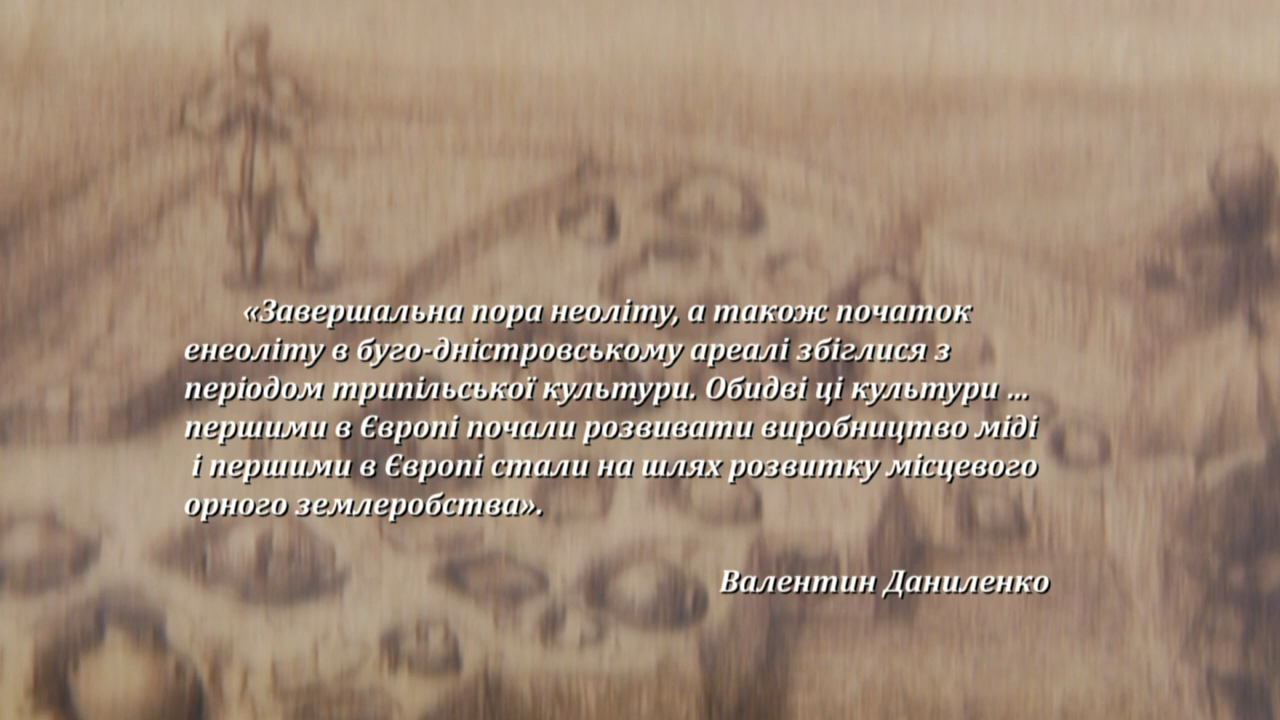 «Завершальна пора неоліту, а також початок
енеоліту в буго-дністровському ареалі збіглися з
періодом трипільської культури. Обидві ці культури ...
першими в Європі почали розвивати виробництво міді
і першими в Європі стали на шлях розвитку місцевого
орного землеробства».
Валентин Даниленко